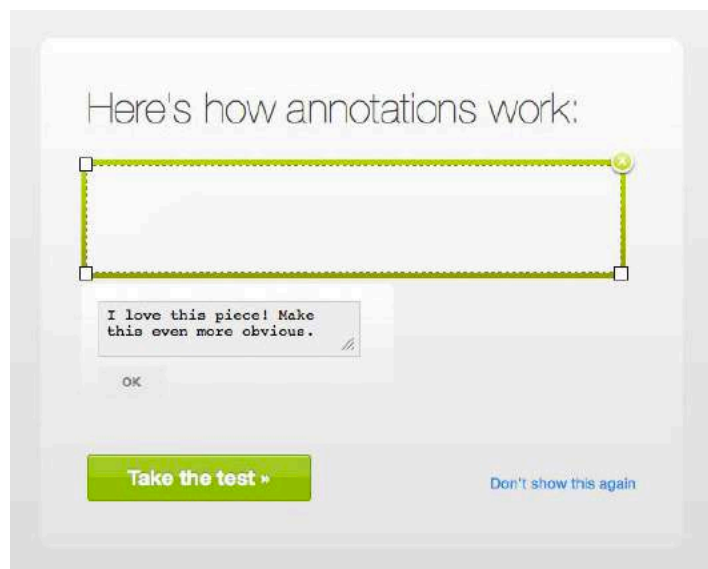 Here's how annotations work:
I love this piece! Make
this even more obvious.
OK
Take the test »
Don't show this again